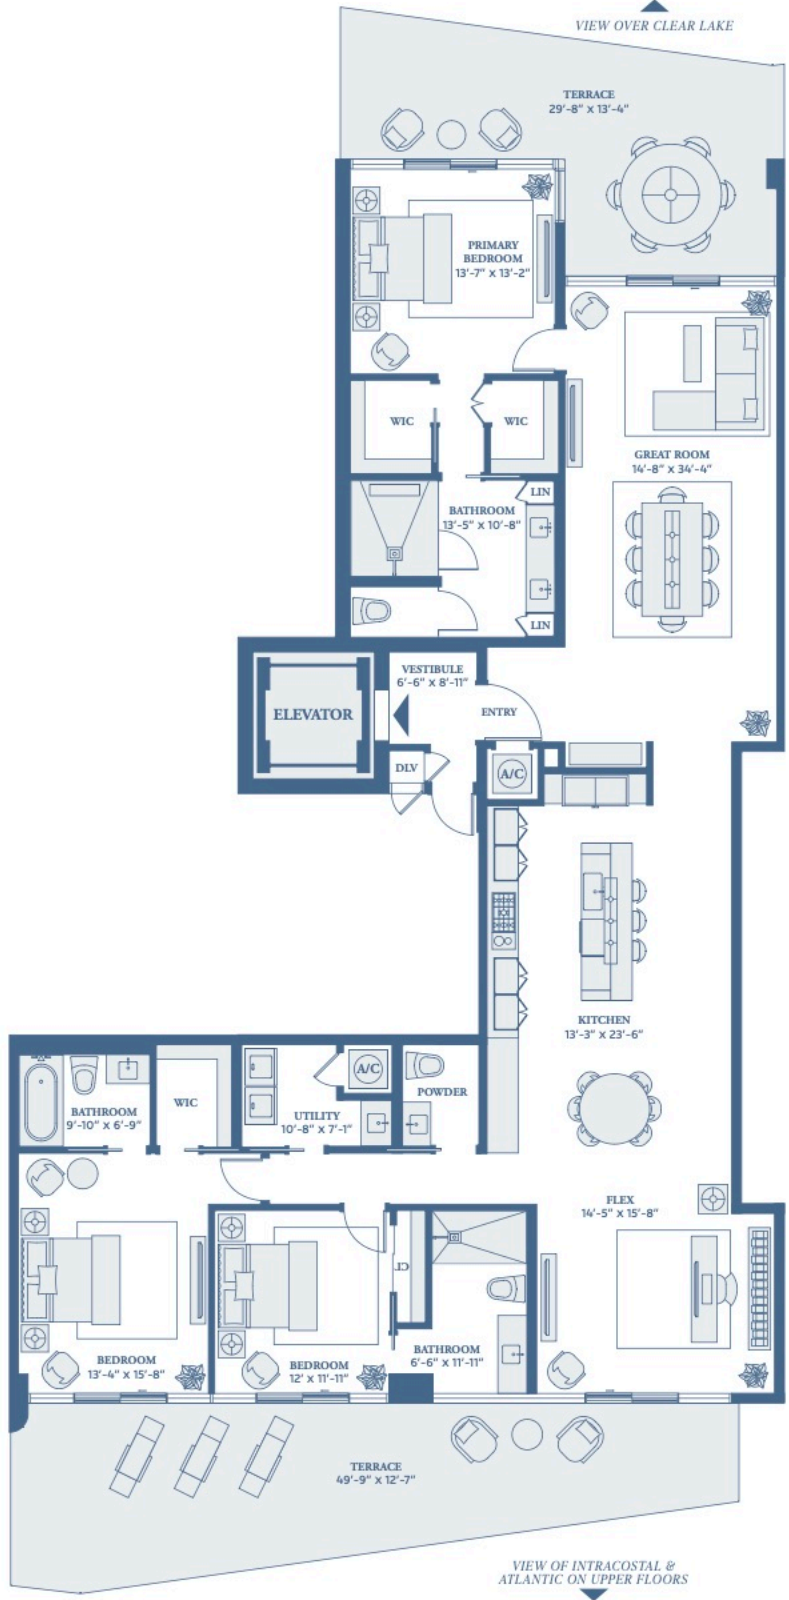 VIEW OVER CLEAR LAKE
TERRACE
29'-8" X 13'-4"
PRIMARY
BEDROOM
13'-7" X 13'-2"
WIC
WIC
GREAT ROOM
14'-8" X 34'-4"
LIN
BATHROOM
13'-5" X 10'-8"
LIN
VESTIBULE
6'-6" X 8'-11"
ELEVATOR
ENTRY
DLV
A/C
KITCHEN
13'-3" X 23'-6"
A/C
POWDER
WIC
BATHROOM
9'-10" X 6'-9"
UTILITY
10'-8" X 7'-1"
FLEX
14'-5" X 15'-8"
CL
BATHROOM
6'-6" X 11'-11"
BEDROOM
13'-4" X 15'-8"
BEDROOM
12' X 11'-11"
TERRACE
49'-9" X 12'-7"
VIEW OF INTRACOSTAL &
ATLANTIC ON UPPER FLOORS